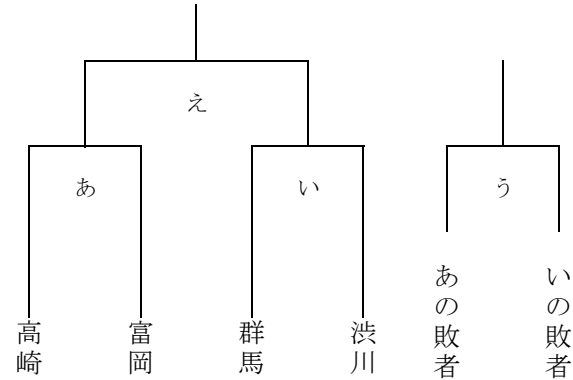 え
あ
い
う
高崎
富岡
群馬
渋川
あの敗者
いの敗者